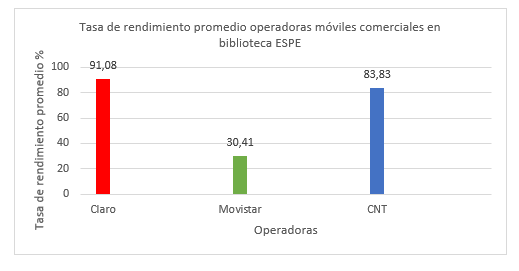 Tasa de rendimiento promedio operadoras móviles comerciales en
biblioteca ESPE
Tasa de rendimiento promedio %
100
80
60
40
20
0
91,08
30,41
83,83
Claro
Movistar
CNT
Operadoras